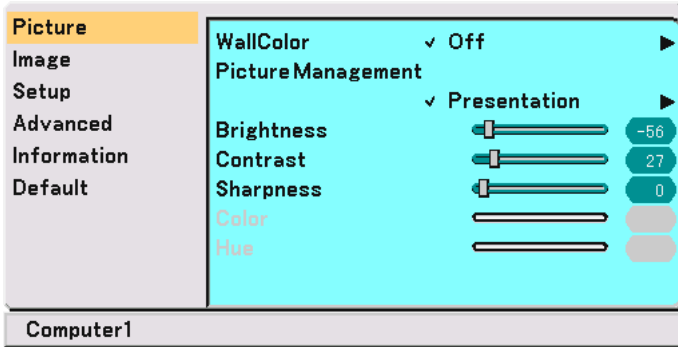 Picture
Image
Setup
Advanced
Information
Default
WallColor ✓ Off
Picture Management
✓ Presentation
Brightness -56
Contrast 27
Sharpness 0
Color
Hue
Computer1